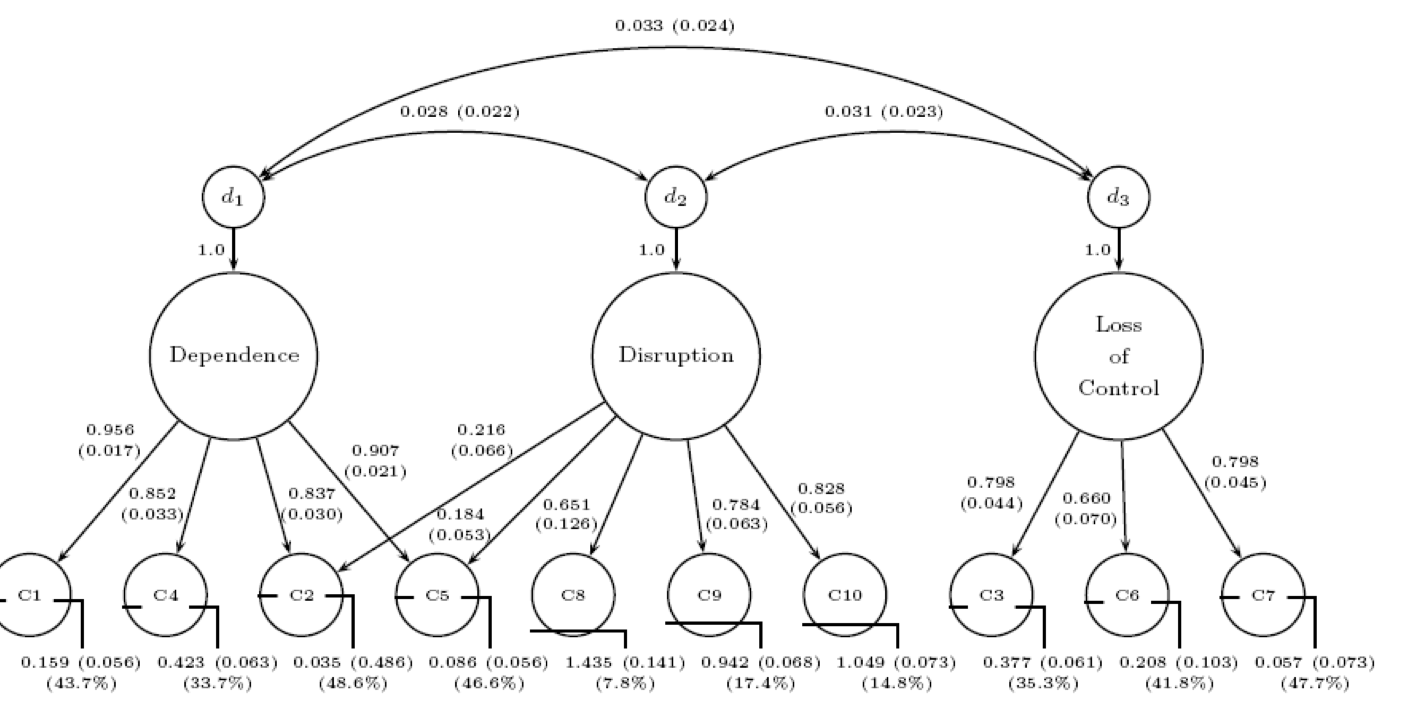 0.033 (0.024)
0.028 (0.022)
0.031 (0.023)
d1
d2
d3
1.0
1.0
1.0
Dependence
Disruption
Loss
of
Control
0.956
(0.017)
0.852
(0.033)
0.837
(0.030)
0.907
(0.021)
0.216
(0.066)
0.184
(0.053)
0.651
(0.126)
0.784
(0.063)
0.828
(0.056)
0.798
(0.044)
0.660
(0.070)
0.798
(0.045)
C1
C4
C2
C5
C8
C9
C10
C3
C6
C7
0.159 (0.056)
(43.7%)
0.423 (0.063)
(33.7%)
0.035 (0.486)
(48.6%)
0.086 (0.056)
(46.6%)
1.435 (0.141)
(7.8%)
0.942 (0.068)
(17.4%)
1.049 (0.073)
(14.8%)
0.377 (0.061)
(35.3%)
0.208 (0.103)
(41.8%)
0.057 (0.073)
(47.7%)